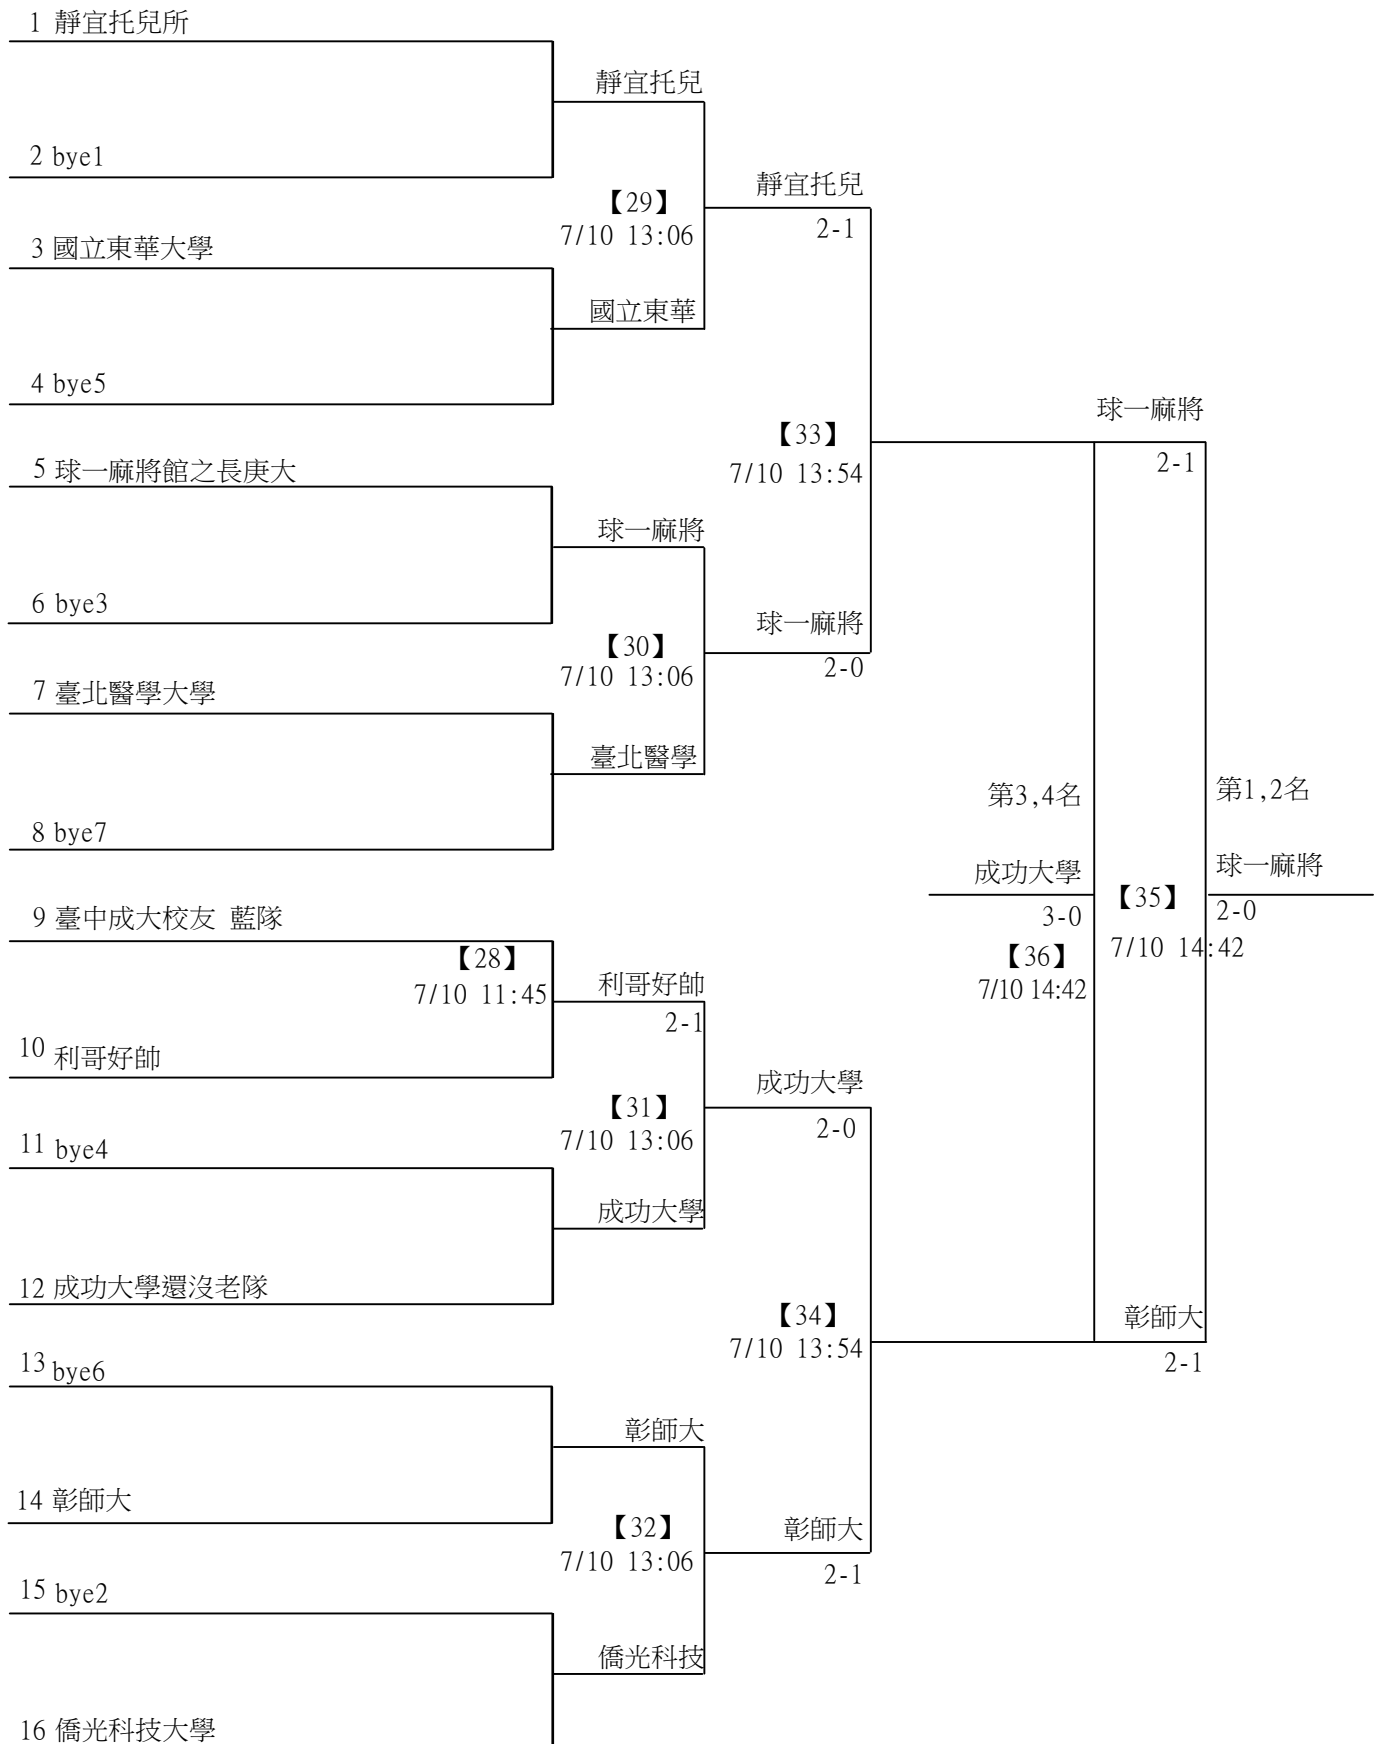 1 靜宜托兒所
靜宜托兒
2 bye1
靜宜托兒
【29】
7/10 13:06
2-1
3 國立東華大學
國立東華
4 bye5
球一麻將
【33】
2-1
7/10 13:54
5 球一麻將館之長庚大
球一麻將
6 bye3
球一麻將
【30】
7/10 13:06
2-0
7 臺北醫學大學
臺北醫學
第3,4名
第1,2名
8 bye7
成功大學
球一麻將
【35】
3-0
2-0
9 臺中成大校友 藍隊
7/10 14:42
【28】
【36】
7/10 11:45
利哥好帥
7/10 14:42
2-1
10 利哥好帥
成功大學
【31】
7/10 13:06
2-0
11 bye4
成功大學
12 成功大學還沒老隊
【34】
彰師大
7/10 13:54
2-1
13 bye6
彰師大
14 彰師大
【32】
彰師大
7/10 13:06
2-1
15 bye2
僑光科技
16 僑光科技大學